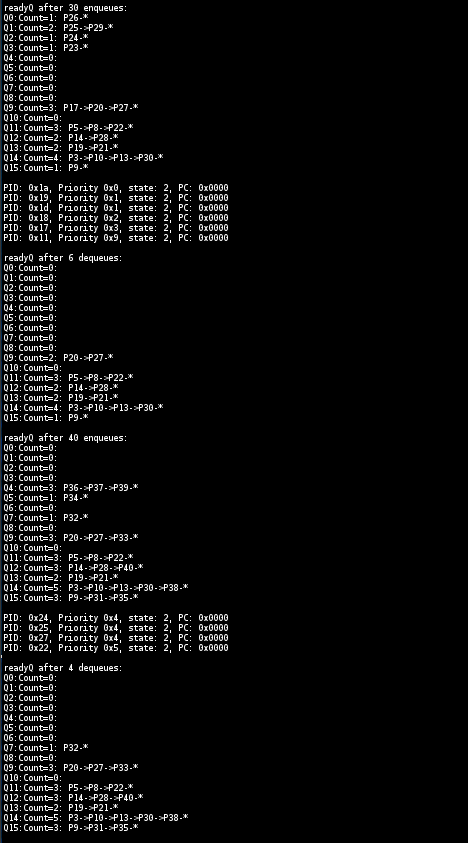 readyQ after 30 enqueues:
Q0:Count=1: P26-*
Q1:Count=2: P25->P29-*
Q2:Count=1: P24-*
Q3:Count=1: P23-*
Q4:Count=0:
Q5:Count=0:
Q6:Count=0:
Q7:Count=0:
Q8:Count=0:
Q9:Count=3: P17->P20->P27-*
Q10:Count=0:
Q11:Count=3: P5->P8->P22-*
Q12:Count=2: P14->P28-*
Q13:Count=2: P19->P21-*
Q14:Count=4: P3->P10->P13->P30-*
Q15:Count=1: P9-*
PID: 0x1a, Priority 0x0, state: 2, PC: 0x0000
PID: 0x19, Priority 0x1, state: 2, PC: 0x0000
PID: 0x1d, Priority 0x1, state: 2, PC: 0x0000
PID: 0x18, Priority 0x2, state: 2, PC: 0x0000
PID: 0x17, Priority 0x3, state: 2, PC: 0x0000
PID: 0x11, Priority 0x9, state: 2, PC: 0x0000
readyQ after 6 dequeues:
Q0:Count=0:
Q1:Count=0:
Q2:Count=0:
Q3:Count=0:
Q4:Count=0:
Q5:Count=0:
Q6:Count=0:
Q7:Count=0:
Q8:Count=0:
Q9:Count=2: P20->P27-*
Q10:Count=0:
Q11:Count=3: P5->P8->P22-*
Q12:Count=2: P14->P28-*
Q13:Count=2: P19->P21-*
Q14:Count=4: P3->P10->P13->P30-*
Q15:Count=1: P9-*
readyQ after 40 enqueues:
Q0:Count=0:
Q1:Count=0:
Q2:Count=0:
Q3:Count=0:
Q4:Count=3: P36->P37->P39-*
Q5:Count=1: P34-*
Q6:Count=0:
Q7:Count=1: P32-*
Q8:Count=0:
Q9:Count=3: P20->P27->P33-*
Q10:Count=0:
Q11:Count=3: P5->P8->P22-*
Q12:Count=3: P14->P28->P40-*
Q13:Count=2: P19->P21-*
Q14:Count=5: P3->P10->P13->P30->P38-*
Q15:Count=3: P9->P31->P35-*
PID: 0x24, Priority 0x4, state: 2, PC: 0x0000
PID: 0x25, Priority 0x4, state: 2, PC: 0x0000
PID: 0x27, Priority 0x4, state: 2, PC: 0x0000
PID: 0x22, Priority 0x5, state: 2, PC: 0x0000
readyQ after 4 dequeues:
Q0:Count=0:
Q1:Count=0:
Q2:Count=0:
Q3:Count=0:
Q4:Count=0:
Q5:Count=0:
Q6:Count=0:
Q7:Count=1: P32-*
Q8:Count=0:
Q9:Count=3: P20->P27->P33-*
Q10:Count=0:
Q11:Count=3: P5->P8->P22-*
Q12:Count=3: P14->P28->P40-*
Q13:Count=2: P19->P21-*
Q14:Count=5: P3->P10->P13->P30->P38-*
Q15:Count=3: P9->P31->P35-*